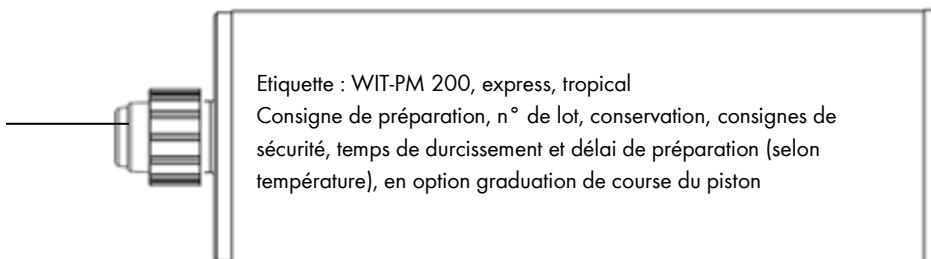 Etiquette : WIT-PM 200, express, tropical
Consigne de préparation, n° de lot, conservation, consignes de
sécurité, temps de durcissement et délai de préparation (selon
température), en option graduation de course du piston